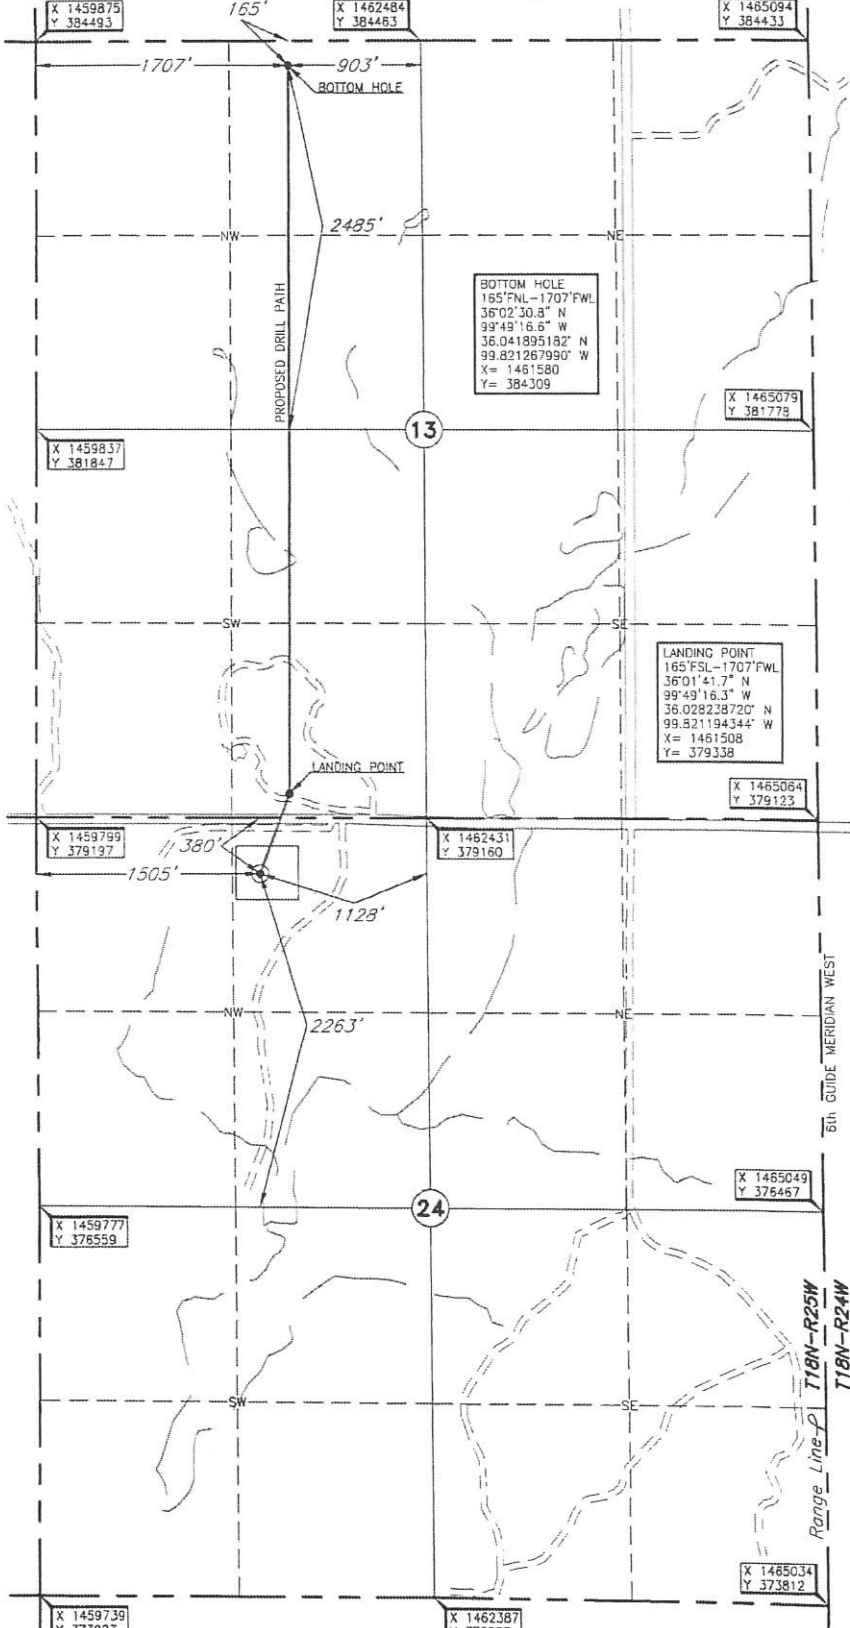 X 1459875
Y 384493
165'
X 1462484
Y 384463
X 1465094
Y 384433
1707'
903'
BOTTOM HOLE
NW
2485'
NE
PROPOSED DRILL PATH
BOTTOM HOLE
165'FNL-1707'FWL
36°02'30.8" N
99°49'16.6" W
36.041895182° N
99.821267990° W
X= 1461580
Y= 384309
X 1465079
Y 381778
13
X 1459837
Y 381847
SW
SE
LANDING POINT
165'FSL-1707'FWL
36°01'41.7" N
99°49'16.3" W
36.028238720° N
99.821194344° W
X= 1461508
Y= 379338
LANDING POINT
X 1465064
Y 379123
X 1459799
Y 379197
380'
X 1462431
Y 379160
1505'
1128'
6th GUIDE MERIDIAN WEST
NW
2263'
NE
X 1465049
Y 376467
24
X 1459777
Y 376559
T18N-R25W
T18N-R24W
SW
SE
Range Line
X 1465034
Y 373812
X 1459739
X 1462387